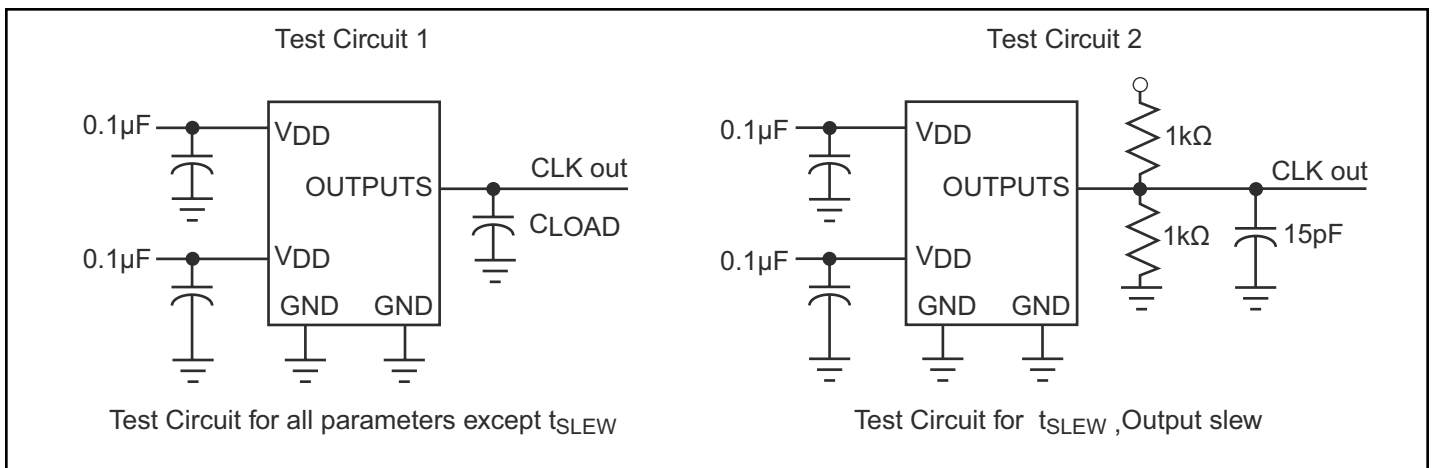 Test Circuit 1
0.1µF
VDD
OUTPUTS
CLK out
CLOAD
0.1µF
VDD
GND
GND
Test Circuit for all parameters except tSLEW
Test Circuit 2
0.1µF
VDD
1kΩ
OUTPUTS
CLK out
1kΩ
15pF
0.1µF
VDD
GND
GND
Test Circuit for tSLEW ,Output slew